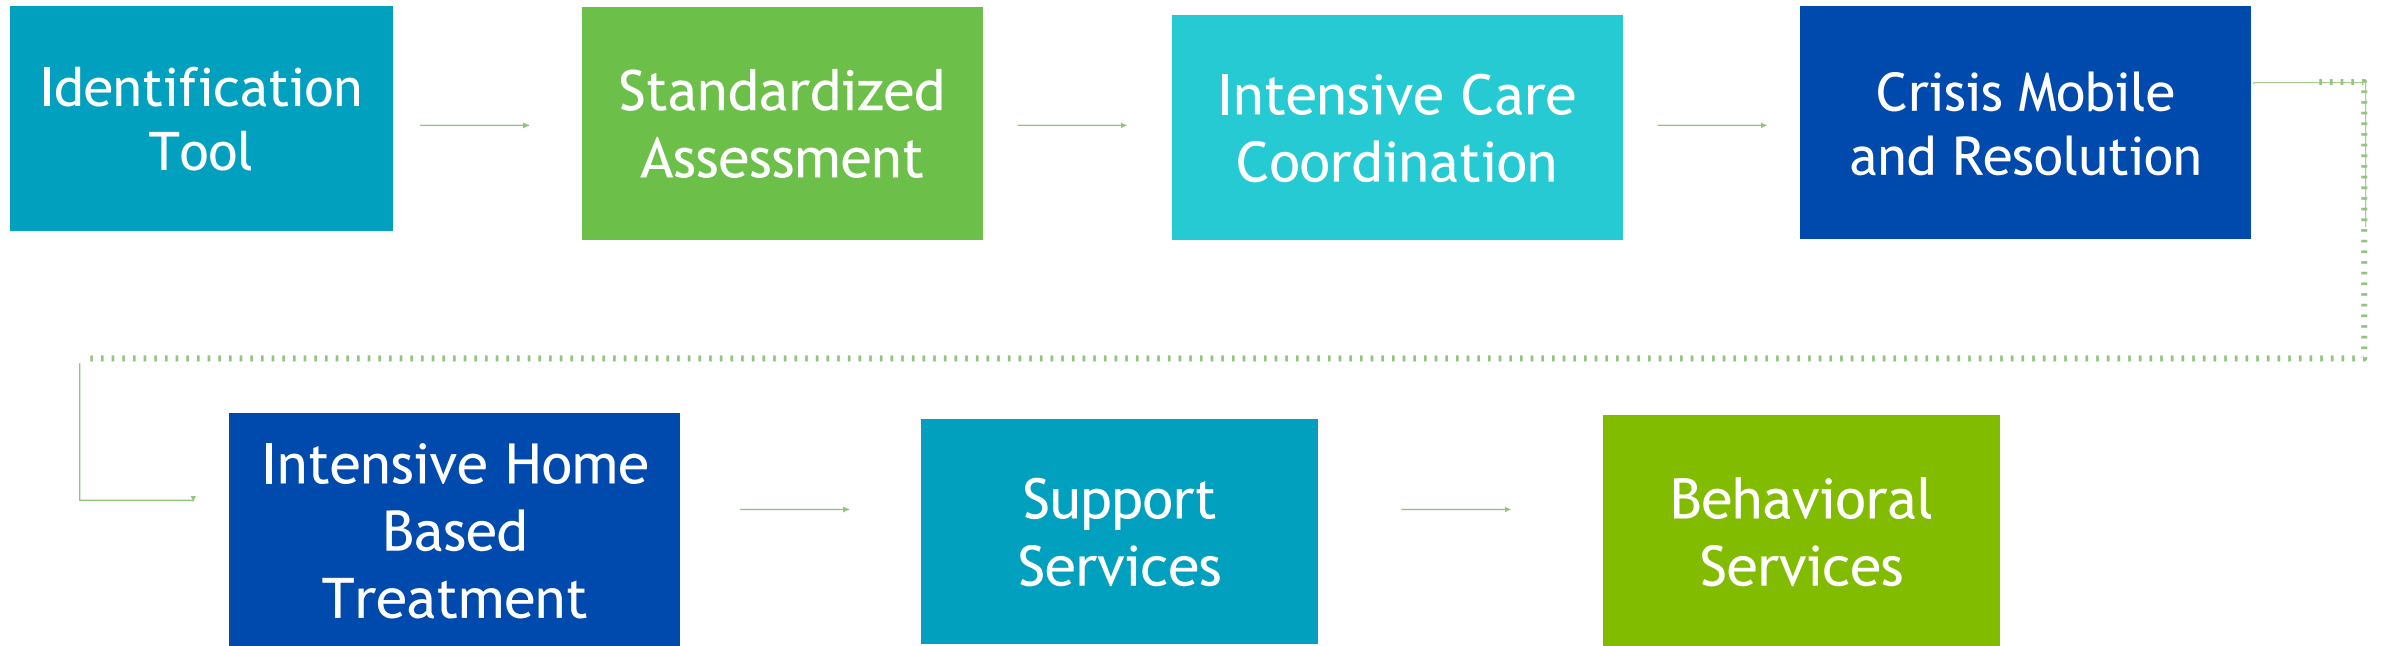 Identification
Tool
Standardized
Assessment
Intensive Care
Coordination
Crisis Mobile
and Resolution
Intensive Home
Based
Treatment
Support
Services
Behavioral
Services